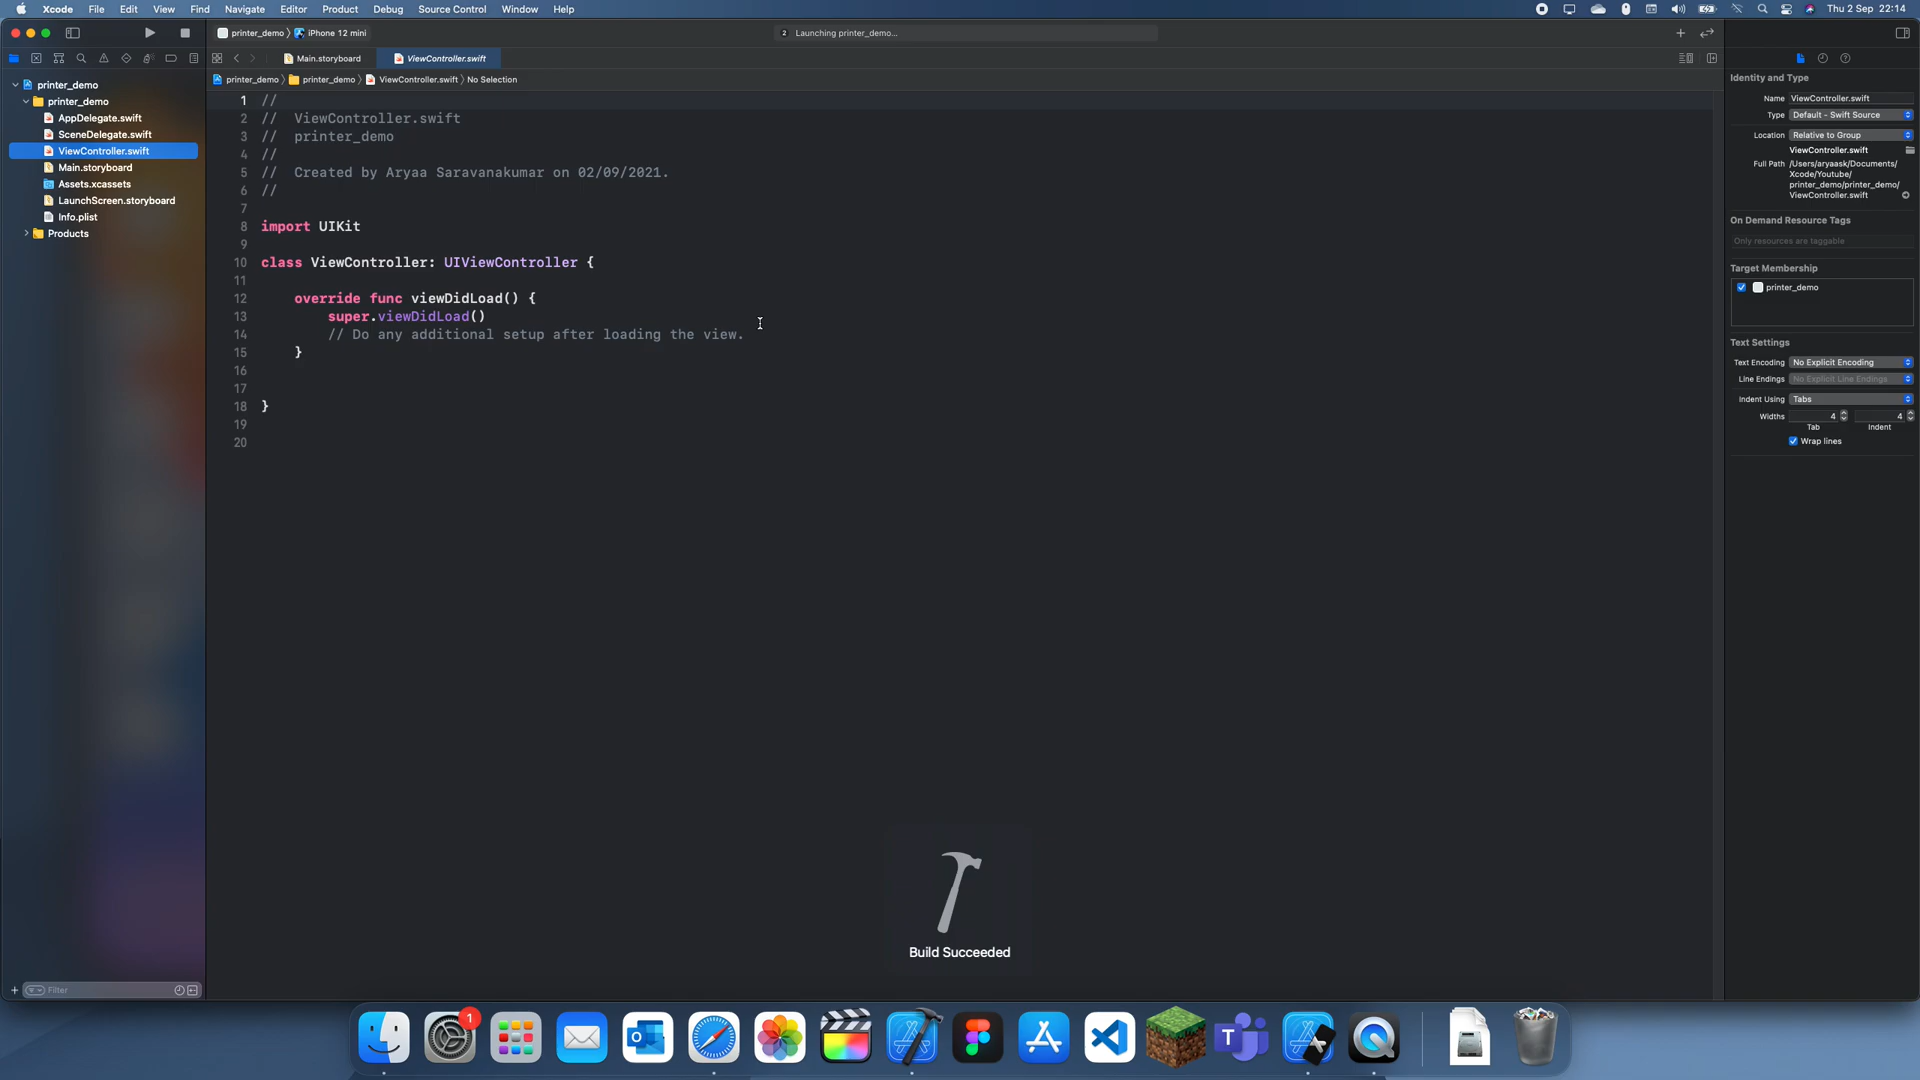 Xcode File Edit View Find Navigate Editor Product Debug Source Control Window Help Thu 2 Sep 22:14
printer_demo iPhone 12 mini 2 Launching printer_demo...
Main.storyboard ViewController.swift
printer_demo printer_demo ViewController.swift No Selection
printer_demo
printer_demo
AppDelegate.swift
SceneDelegate.swift
ViewController.swift
Main.storyboard
Assets.xcassets
LaunchScreen.storyboard
Info.plist
Products
Filter
1 //
2 // ViewController.swift
3 // printer_demo
4 //
5 // Created by Aryaa Saravanakumar on 02/09/2021.
6 //
7
8 import UIKit
9
10 class ViewController: UIViewController {
11
12 override func viewDidLoad() {
13 super.viewDidLoad()
14 // Do any additional setup after loading the view.
15 }
16
17
18 }
19
20
Build Succeeded
Identity and Type
Name ViewController.swift
Type Default - Swift Source
Location Relative to Group
ViewController.swift
Full Path /Users/aryaask/Documents/
Xcode/Youtube/
printer_demo/printer_demo/
ViewController.swift
On Demand Resource Tags
Only resources are taggable
Target Membership
printer_demo
Text Settings
Text Encoding No Explicit Encoding
Line Endings No Explicit Line Endings
Indent Using Tabs
Widths 4 4
Tab Indent
Wrap lines
1
T